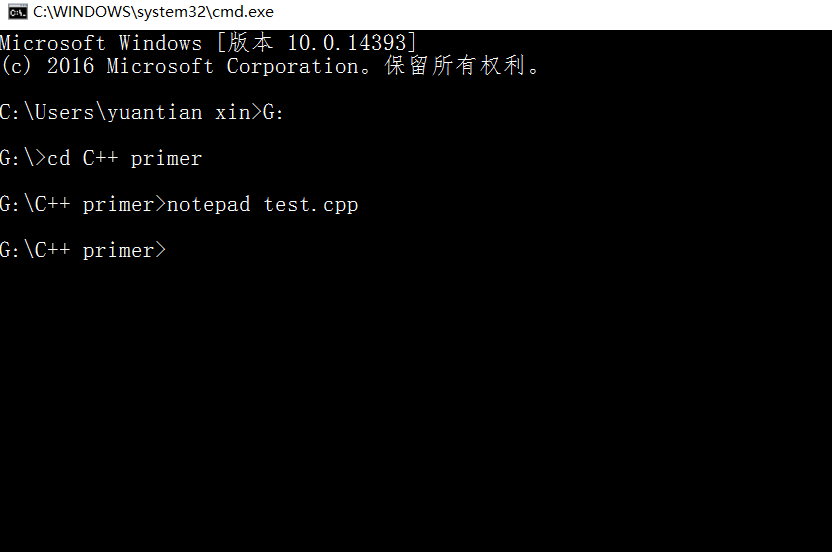 C:\WINDOWS\system32\cmd.exe
Microsoft Windows [版本 10.0.14393]
(c) 2016 Microsoft Corporation。保留所有权利。
C:\Users\yuantian xin>G:
G:\>cd C++ primer
G:\C++ primer>notepad test.cpp
G:\C++ primer>